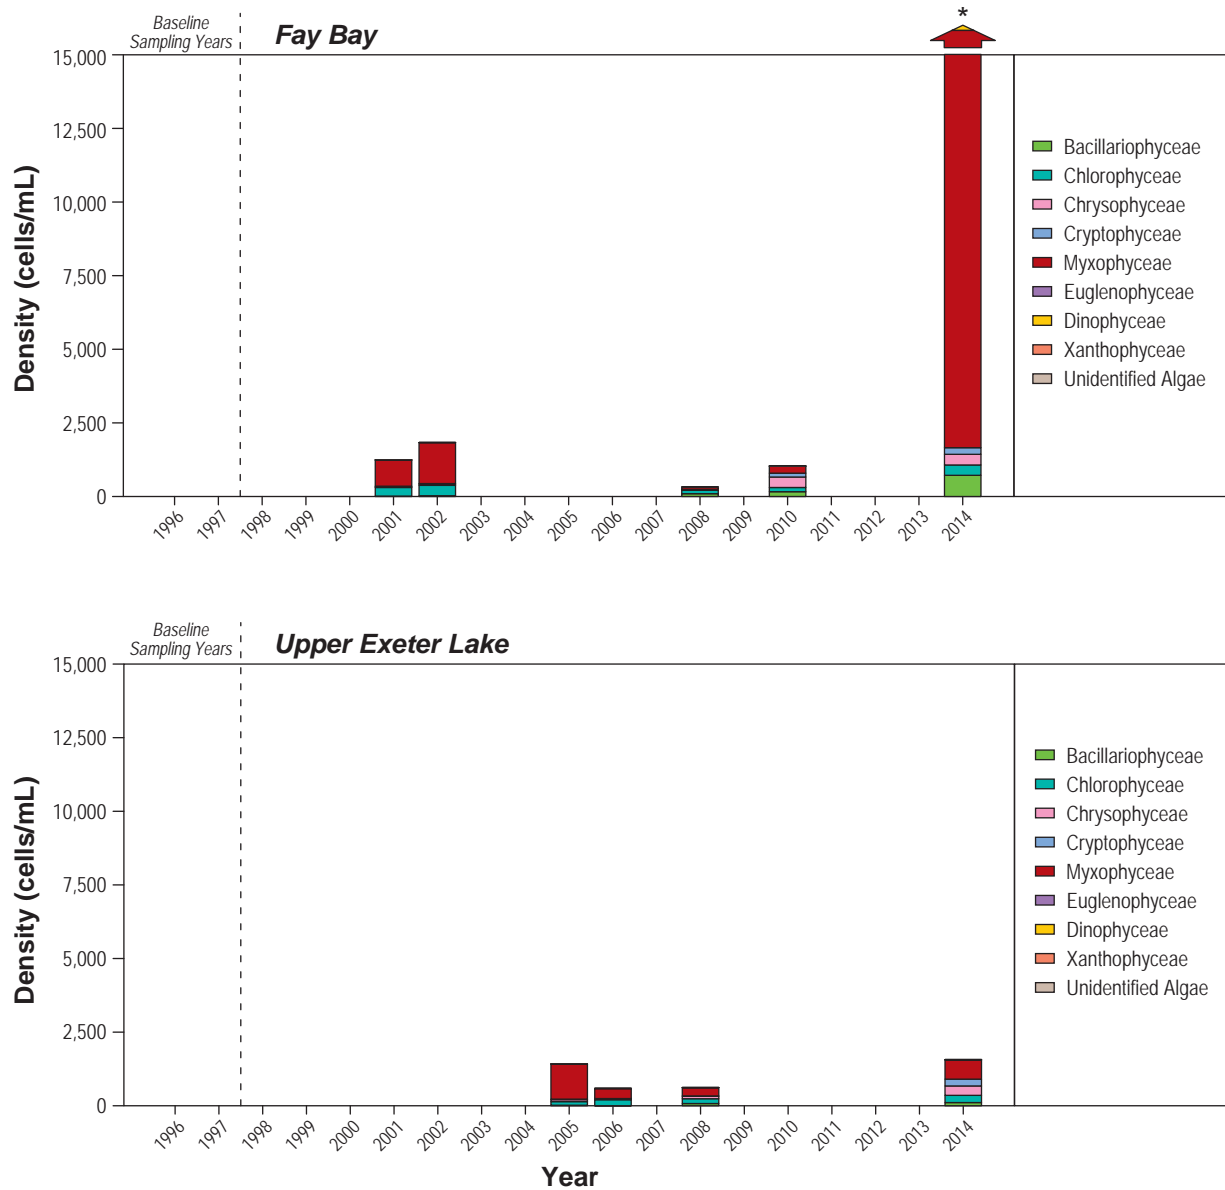 Baseline
Sampling Years
Fay Bay
*
15,000
12,500
10,000
7,500
5,000
2,500
0
Density (cells/mL)
1996 1997 1998 1999 2000 2001 2002 2003 2004 2005 2006 2007 2008 2009 2010 2011 2012 2013 2014
Bacillariophyceae
Chlorophyceae
Chrysophyceae
Cryptophyceae
Myxophyceae
Euglenophyceae
Dinophyceae
Xanthophyceae
Unidentified Algae
Baseline
Sampling Years
Upper Exeter Lake
15,000
12,500
10,000
7,500
5,000
2,500
0
Density (cells/mL)
1996 1997 1998 1999 2000 2001 2002 2003 2004 2005 2006 2007 2008 2009 2010 2011 2012 2013 2014
Year
Bacillariophyceae
Chlorophyceae
Chrysophyceae
Cryptophyceae
Myxophyceae
Euglenophyceae
Dinophyceae
Xanthophyceae
Unidentified Algae